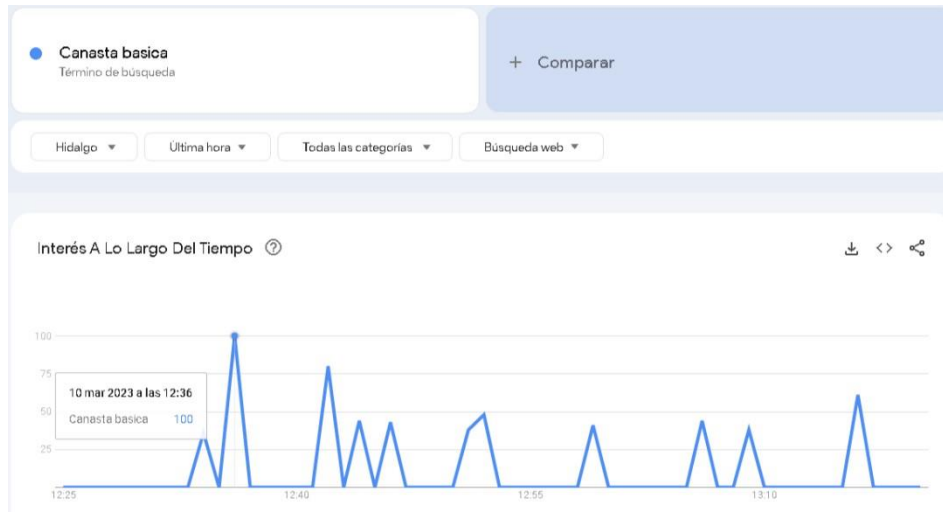 Canasta basica
Término de búsqueda
+ Comparar
Hidalgo
Última hora
Todas las categorías
Búsqueda web
Interés A Lo Largo Del Tiempo
100
75
50
25
10 mar 2023 a las 12:36
Canasta basica 100
12:25
12:40
12:55
13:10